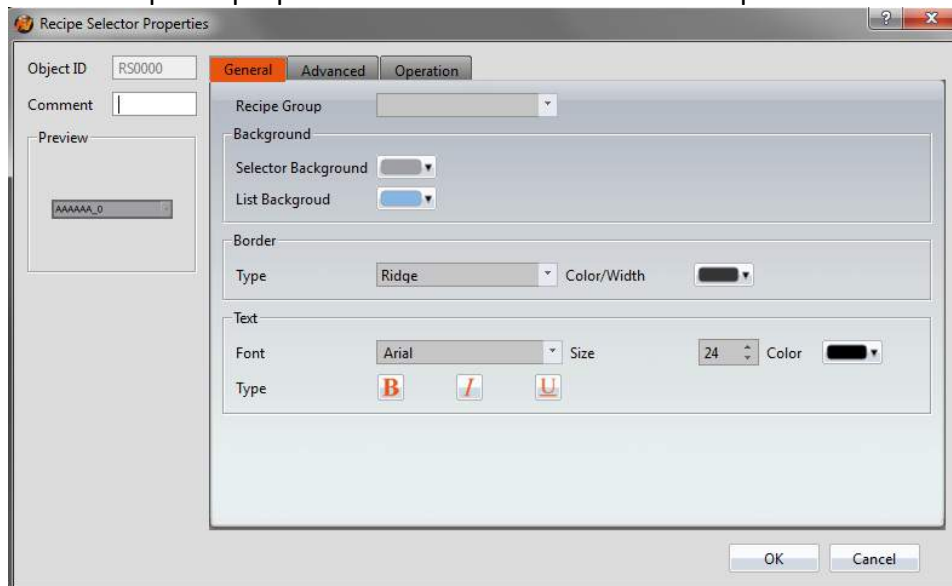 Recipe Selector Properties
Object ID RS0000
Comment
Preview
AAAAAA_0
General Advanced Operation
Recipe Group
Background
Selector Background
List Backgroud
Border
Type Ridge Color/Width
Text
Font Arial Size 24 Color
Type B I U
OK Cancel